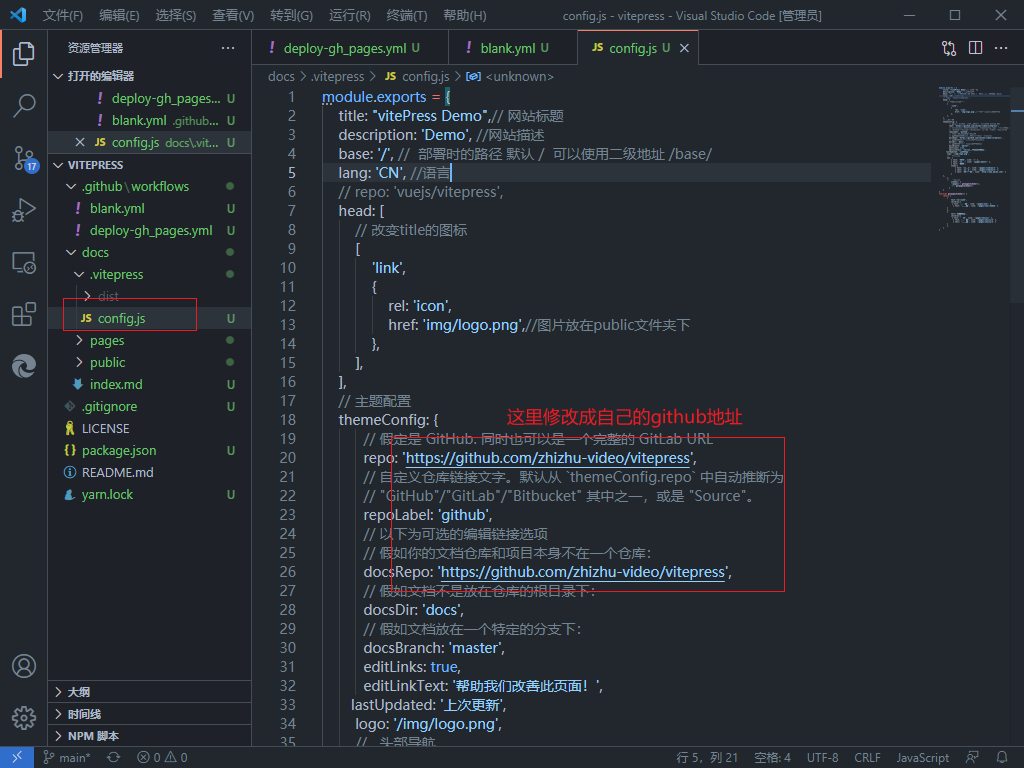 文件(F) 编辑(E) 选择(S) 查看(V) 转到(G) 运行(R) 终端(T) 帮助(H) config.js - vitepress - Visual Studio Code [管理员]
资源管理器 ···
打开的编辑器
! deploy-gh_pages... U
! blank.yml .github... U
JS config.js docs\.vit... U
VITEPRESS
.github\workflows
! blank.yml U
! deploy-gh_pages.yml U
docs
.vitepress
dist
JS config.js U
pages
public
index.md U
.gitignore U
LICENSE
package.json U
README.md
yarn.lock U
大纲
时间线
NPM 脚本
17
! deploy-gh_pages.yml U ! blank.yml U JS config.js U
docs > .vitepress > JS config.js > <unknown>
1 module.exports = {
2 title: "vitePress Demo",// 网站标题
3 description: 'Demo', //网站描述
4 base: '/', // 部署时的路径 默认 / 可以使用二级地址 /base/
5 lang: 'CN', //语言
6 // repo: 'vuejs/vitepress',
7 head: [
8 // 改变title的图标
9 [
10 'link',
11 {
12 rel: 'icon',
13 href: 'img/logo.png',//图片放在public文件夹下
14 },
15 ],
16 ],
17 // 主题配置
18 themeConfig: {
这里修改成自己的github地址
19 // 假定是 GitHub. 同时也可以是一个完整的 GitLab URL
20 repo: 'https://github.com/zhizhu-video/vitepress',
21 // 自定义仓库链接文字。默认从 `themeConfig.repo` 中自动推断为
22 // "GitHub"/"GitLab"/"Bitbucket" 其中之一，或是 "Source"。
23 repoLabel: 'github',
24 // 以下为可选的编辑链接选项
25 // 假如你的文档仓库和项目本身不在一个仓库：
26 docsRepo: 'https://github.com/zhizhu-video/vitepress',
27 // 假如文档不是放在仓库的根目录下：
28 docsDir: 'docs',
29 // 假如文档放在一个特定的分支下：
30 docsBranch: 'master',
31 editLinks: true,
32 editLinkText: '帮助我们改善此页面！',
33 lastUpdated: '上次更新',
34 logo: '/img/logo.png',
35 // 头部导航
main* 0 0 行 5，列 21 空格: 4 UTF-8 CRLF JavaScript